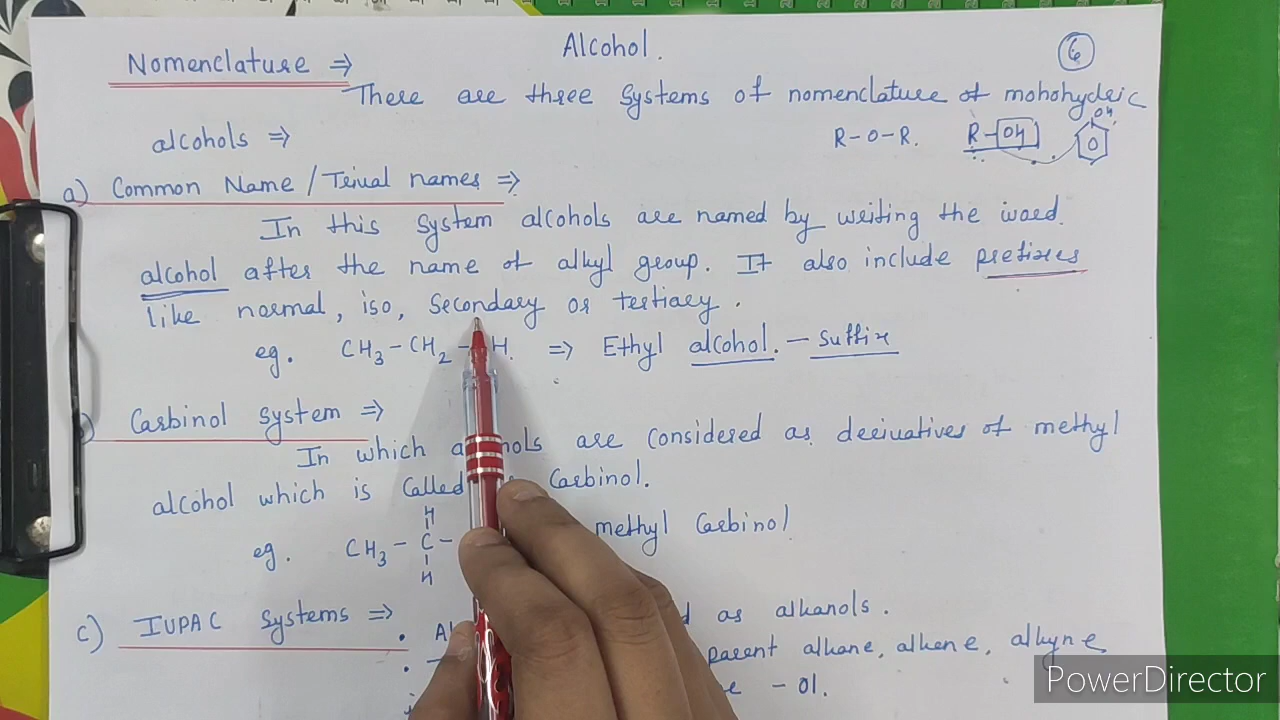 Alcohol.
6
Nomenclature ⇒
There are three systems of nomenclature of monohydric
alcohols ⇒
R-O-R. R-OH OH
a) Common Name / Trivial names ⇒
In this system alcohols are named by writing the word
alcohol after the name of alkyl group. It also include prefixes
like normal, iso, secondary or tertiary.
eg. CH3-CH2- H. ⇒ Ethyl alcohol. - suffix
) Carbinol system ⇒
In which are considered as derivatives of methyl
alcohol which is called Carbinol.
H
eg. CH3 - C - methyl Carbinol
H
c) IUPAC Systems ⇒
• as alkanols.
• parent alkane, alkene, alkyne
-ol.
PowerDirector